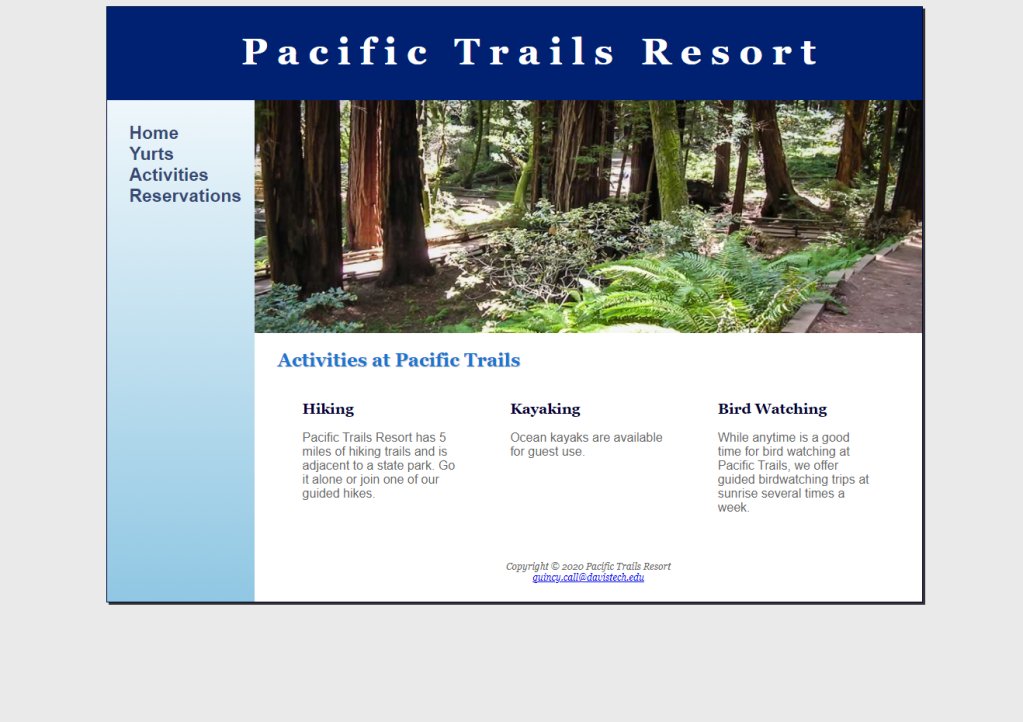 Pacific Trails Resort
Home
Yurts
Activities
Reservations
Activities at Pacific Trails
Hiking
Pacific Trails Resort has 5
miles of hiking trails and is
adjacent to a state park. Go
it alone or join one of our
guided hikes.
Kayaking
Ocean kayaks are available
for guest use.
Bird Watching
While anytime is a good
time for bird watching at
Pacific Trails, we offer
guided birdwatching trips at
sunrise several times a
week.
Copyright © 2020 Pacific Trails Resort
quincy.call@davistech.edu